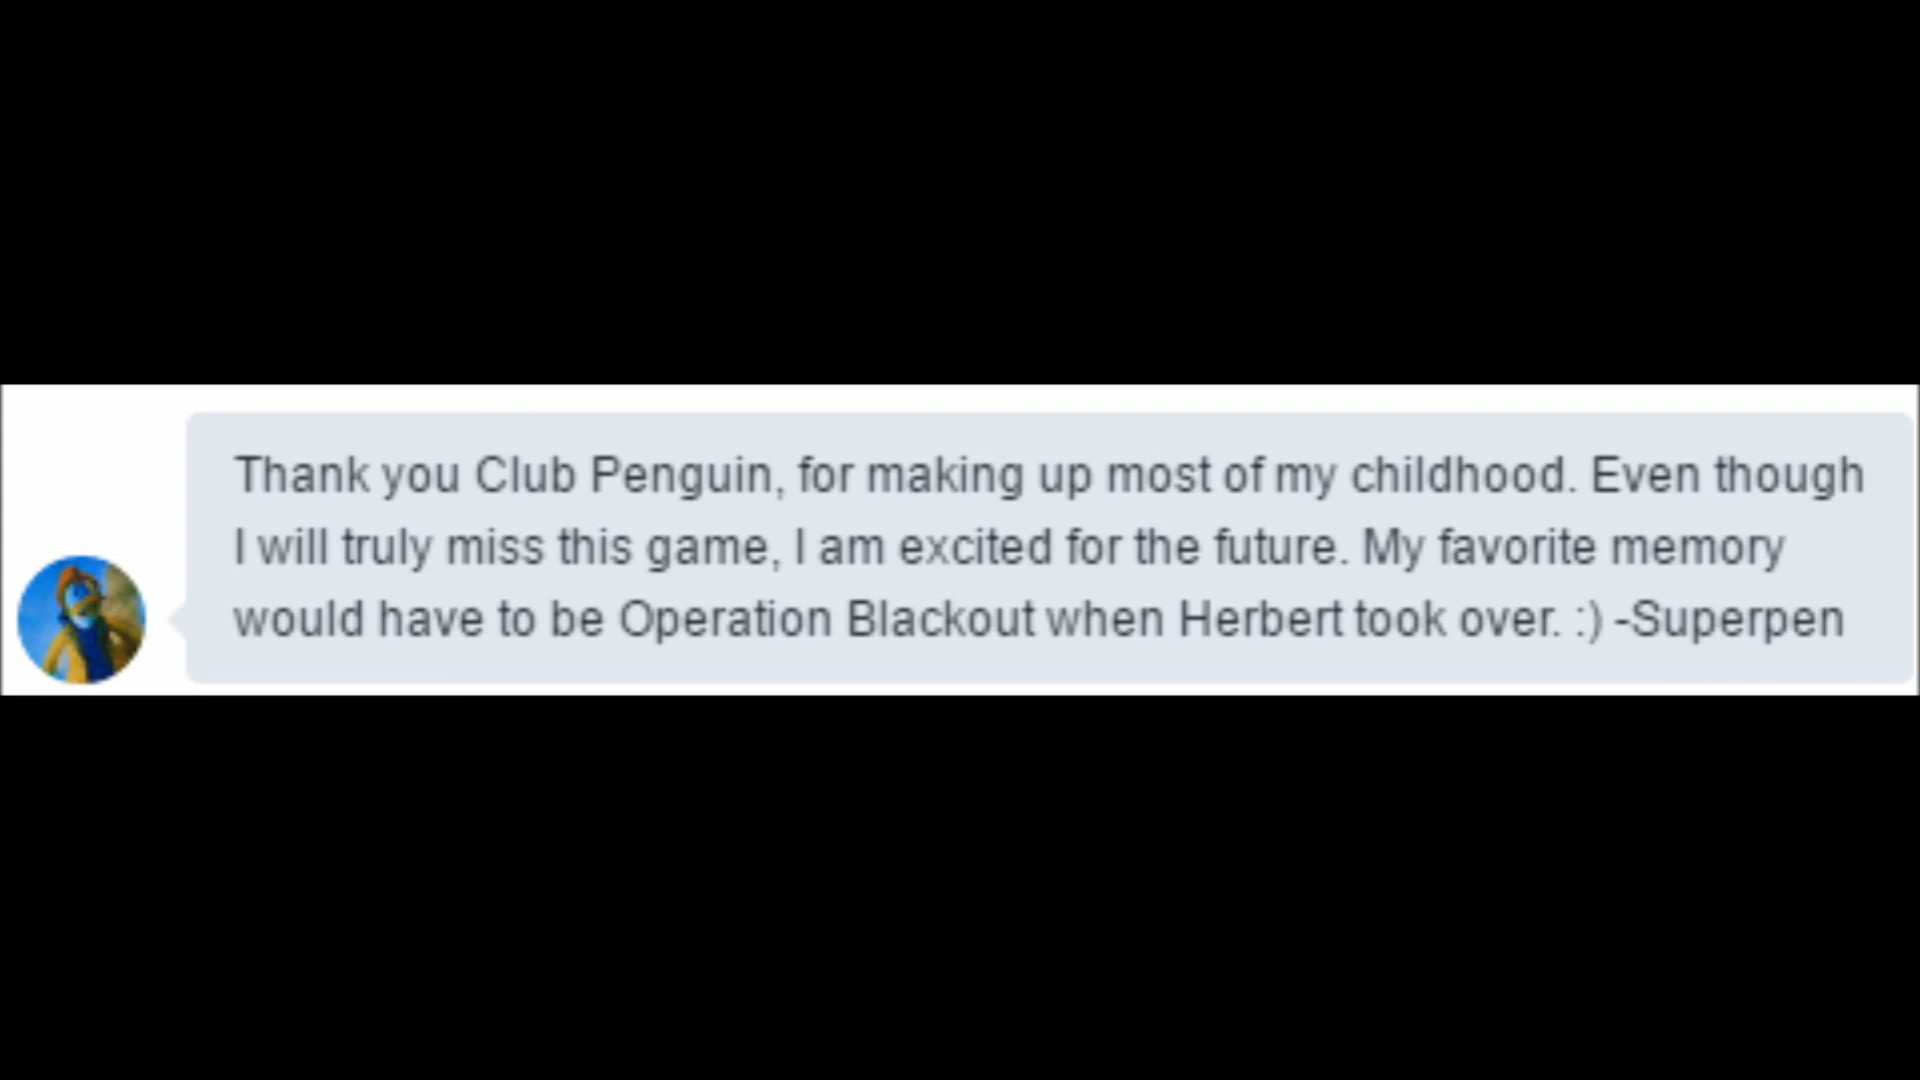 Thank you Club Penguin, for making up most of my childhood. Even though
I will truly miss this game, I am excited for the future. My favorite memory
would have to be Operation Blackout when Herbert took over. :) -Superpen